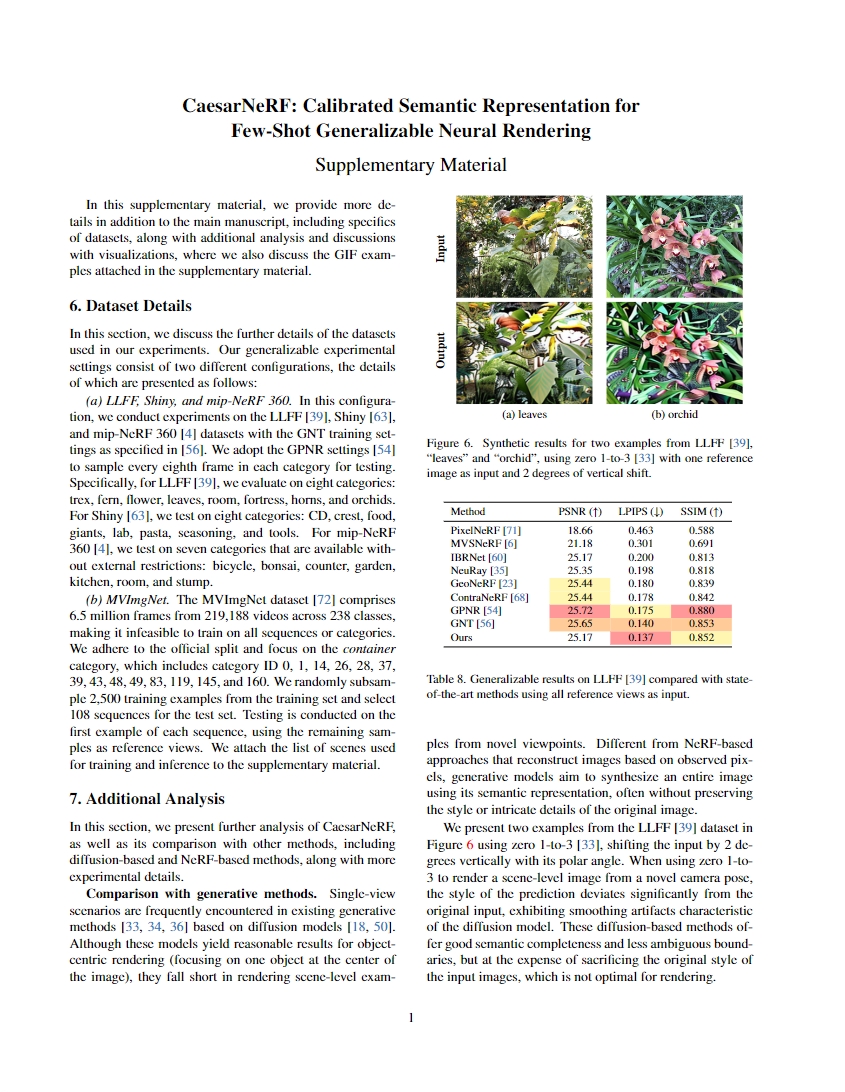 CaesarNeRF: Calibrated Semantic Representation for
Few-Shot Generalizable Neural Rendering
Supplementary Material
In this supplementary material, we provide more de-
tails in addition to the main manuscript, including specifics
of datasets, along with additional analysis and discussions
with visualizations, where we also discuss the GIF exam-
ples attached in the supplementary material.
6. Dataset Details
In this section, we discuss the further details of the datasets
used in our experiments. Our generalizable experimental
settings consist of two different configurations, the details
of which are presented as follows:
(a) LLFF, Shiny, and mip-NeRF 360. In this configura-
tion, we conduct experiments on the LLFF [39], Shiny [63],
and mip-NeRF 360 [4] datasets with the GNT training set-
tings as specified in [56]. We adopt the GPNR settings [54]
to sample every eighth frame in each category for testing.
Specifically, for LLFF [39], we evaluate on eight categories:
trex, fern, flower, leaves, room, fortress, horns, and orchids.
For Shiny [63], we test on eight categories: CD, crest, food,
giants, lab, pasta, seasoning, and tools. For mip-NeRF
360 [4], we test on seven categories that are available with-
out external restrictions: bicycle, bonsai, counter, garden,
kitchen, room, and stump.
(b) MVImgNet. The MVImgNet dataset [72] comprises
6.5 million frames from 219,188 videos across 238 classes,
making it infeasible to train on all sequences or categories.
We adhere to the official split and focus on the container
category, which includes category ID 0, 1, 14, 26, 28, 37,
39, 43, 48, 49, 83, 119, 145, and 160. We randomly subsam-
ple 2,500 training examples from the training set and select
108 sequences for the test set. Testing is conducted on the
first example of each sequence, using the remaining sam-
ples as reference views. We attach the list of scenes used
for training and inference to the supplementary material.
7. Additional Analysis
In this section, we present further analysis of CaesarNeRF,
as well as its comparison with other methods, including
diffusion-based and NeRF-based methods, along with more
experimental details.
Comparison with generative methods. Single-view
scenarios are frequently encountered in existing generative
methods [33, 34, 36] based on diffusion models [18, 50].
Although these models yield reasonable results for object-
centric rendering (focusing on one object at the center of
the image), they fall short in rendering scene-level exam-
Input
Output
(a) leaves (b) orchid
Figure 6. Synthetic results for two examples from LLFF [39],
“leaves” and “orchid”, using zero 1-to-3 [33] with one reference
image as input and 2 degrees of vertical shift.
Method PSNR (↑) LPIPS (↓) SSIM (↑)
PixelNeRF [71] 18.66 0.463 0.588
MVSNeRF [6] 21.18 0.301 0.691
IBRNet [60] 25.17 0.200 0.813
NeuRay [35] 25.35 0.198 0.818
GeoNeRF [23] 25.44 0.180 0.839
ContraNeRF [68] 25.44 0.178 0.842
GPNR [54] 25.72 0.175 0.880
GNT [56] 25.65 0.140 0.853
Ours 25.17 0.137 0.852
Table 8. Generalizable results on LLFF [39] compared with state-
of-the-art methods using all reference views as input.
ples from novel viewpoints. Different from NeRF-based
approaches that reconstruct images based on observed pix-
els, generative models aim to synthesize an entire image
using its semantic representation, often without preserving
the style or intricate details of the original image.
We present two examples from the LLFF [39] dataset in
Figure 6 using zero 1-to-3 [33], shifting the input by 2 de-
grees vertically with its polar angle. When using zero 1-to-
3 to render a scene-level image from a novel camera pose,
the style of the prediction deviates significantly from the
original input, exhibiting smoothing artifacts characteristic
of the diffusion model. These diffusion-based methods of-
fer good semantic completeness and less ambiguous bound-
aries, but at the expense of sacrificing the original style of
the input images, which is not optimal for rendering.
1